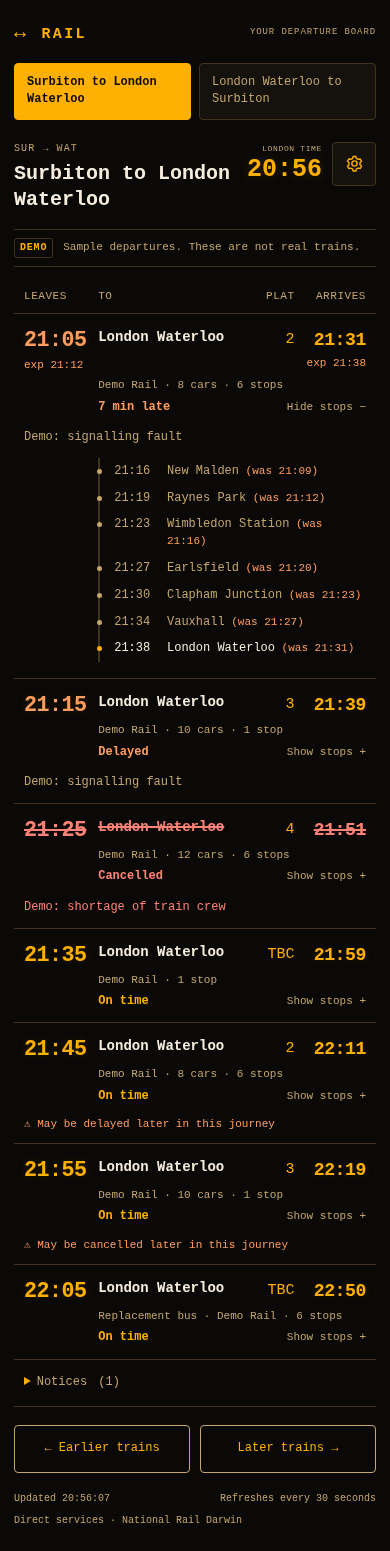 ↔ RAIL YOUR DEPARTURE BOARD
Surbiton to London
Waterloo
London Waterloo to
Surbiton
SUR → WAT
Surbiton to London
Waterloo
LONDON TIME
20:56
DEMO Sample departures. These are not real trains.
LEAVES TO PLAT ARRIVES
21:05 London Waterloo 2 21:31
exp 21:12 exp 21:38
Demo Rail · 8 cars · 6 stops
7 min late Hide stops −
Demo: signalling fault
21:16 New Malden (was 21:09)
21:19 Raynes Park (was 21:12)
21:23 Wimbledon Station (was
21:16)
21:27 Earlsfield (was 21:20)
21:30 Clapham Junction (was 21:23)
21:34 Vauxhall (was 21:27)
21:38 London Waterloo (was 21:31)
21:15 London Waterloo 3 21:39
Demo Rail · 10 cars · 1 stop
Delayed Show stops +
Demo: signalling fault
21:25 London Waterloo 4 21:51
Demo Rail · 12 cars · 6 stops
Cancelled Show stops +
Demo: shortage of train crew
21:35 London Waterloo TBC 21:59
Demo Rail · 1 stop
On time Show stops +
21:45 London Waterloo 2 22:11
Demo Rail · 8 cars · 6 stops
On time Show stops +
⚠ May be delayed later in this journey
21:55 London Waterloo 3 22:19
Demo Rail · 10 cars · 1 stop
On time Show stops +
⚠ May be cancelled later in this journey
22:05 London Waterloo TBC 22:50
Replacement bus · Demo Rail · 6 stops
On time Show stops +
▶ Notices (1)
← Earlier trains Later trains →
Updated 20:56:07 Refreshes every 30 seconds
Direct services · National Rail Darwin